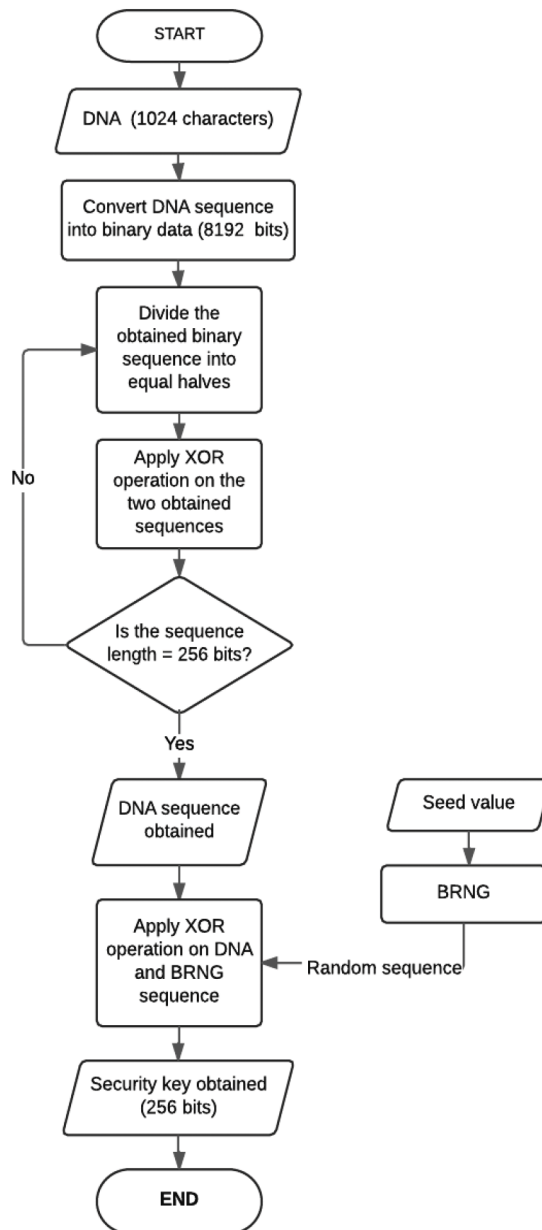 START
DNA (1024 characters)
Convert DNA sequence
into binary data (8192 bits)
Divide the
obtained binary
sequence into
equal halves
Apply XOR
operation on the
two obtained
sequences
No
Is the sequence
length = 256 bits?
Yes
DNA sequence
obtained
Seed value
BRNG
Apply XOR
operation on DNA
and BRNG
sequence
Random sequence
Security key obtained
(256 bits)
END